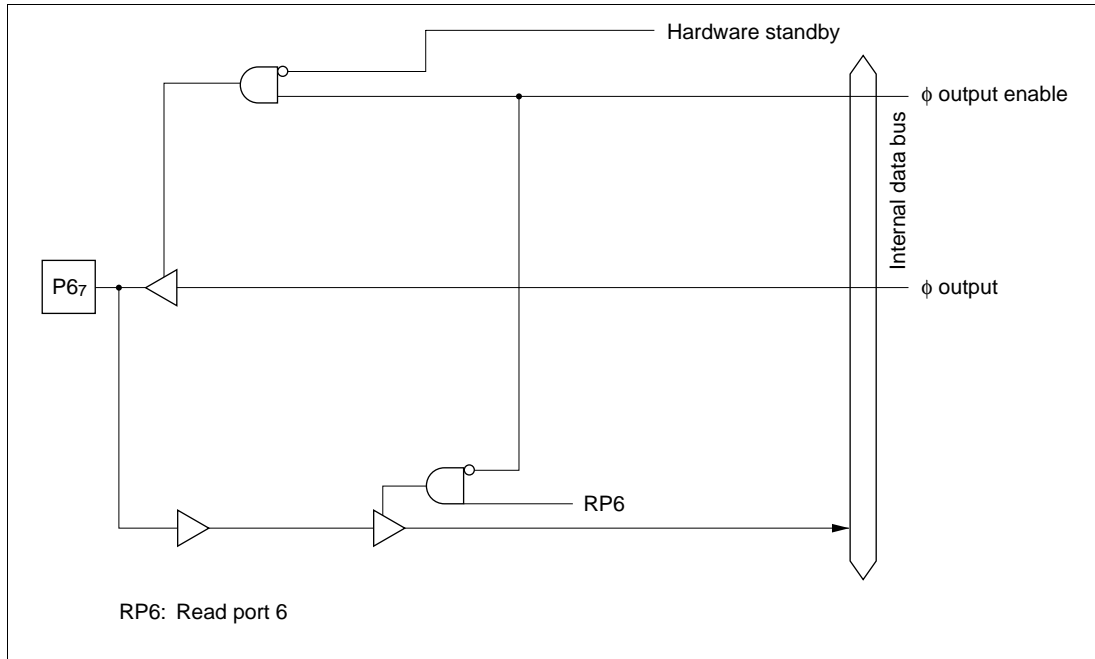 Hardware standby
ϕ output enable
Internal data bus
P6₇
ϕ output
RP6
RP6: Read port 6